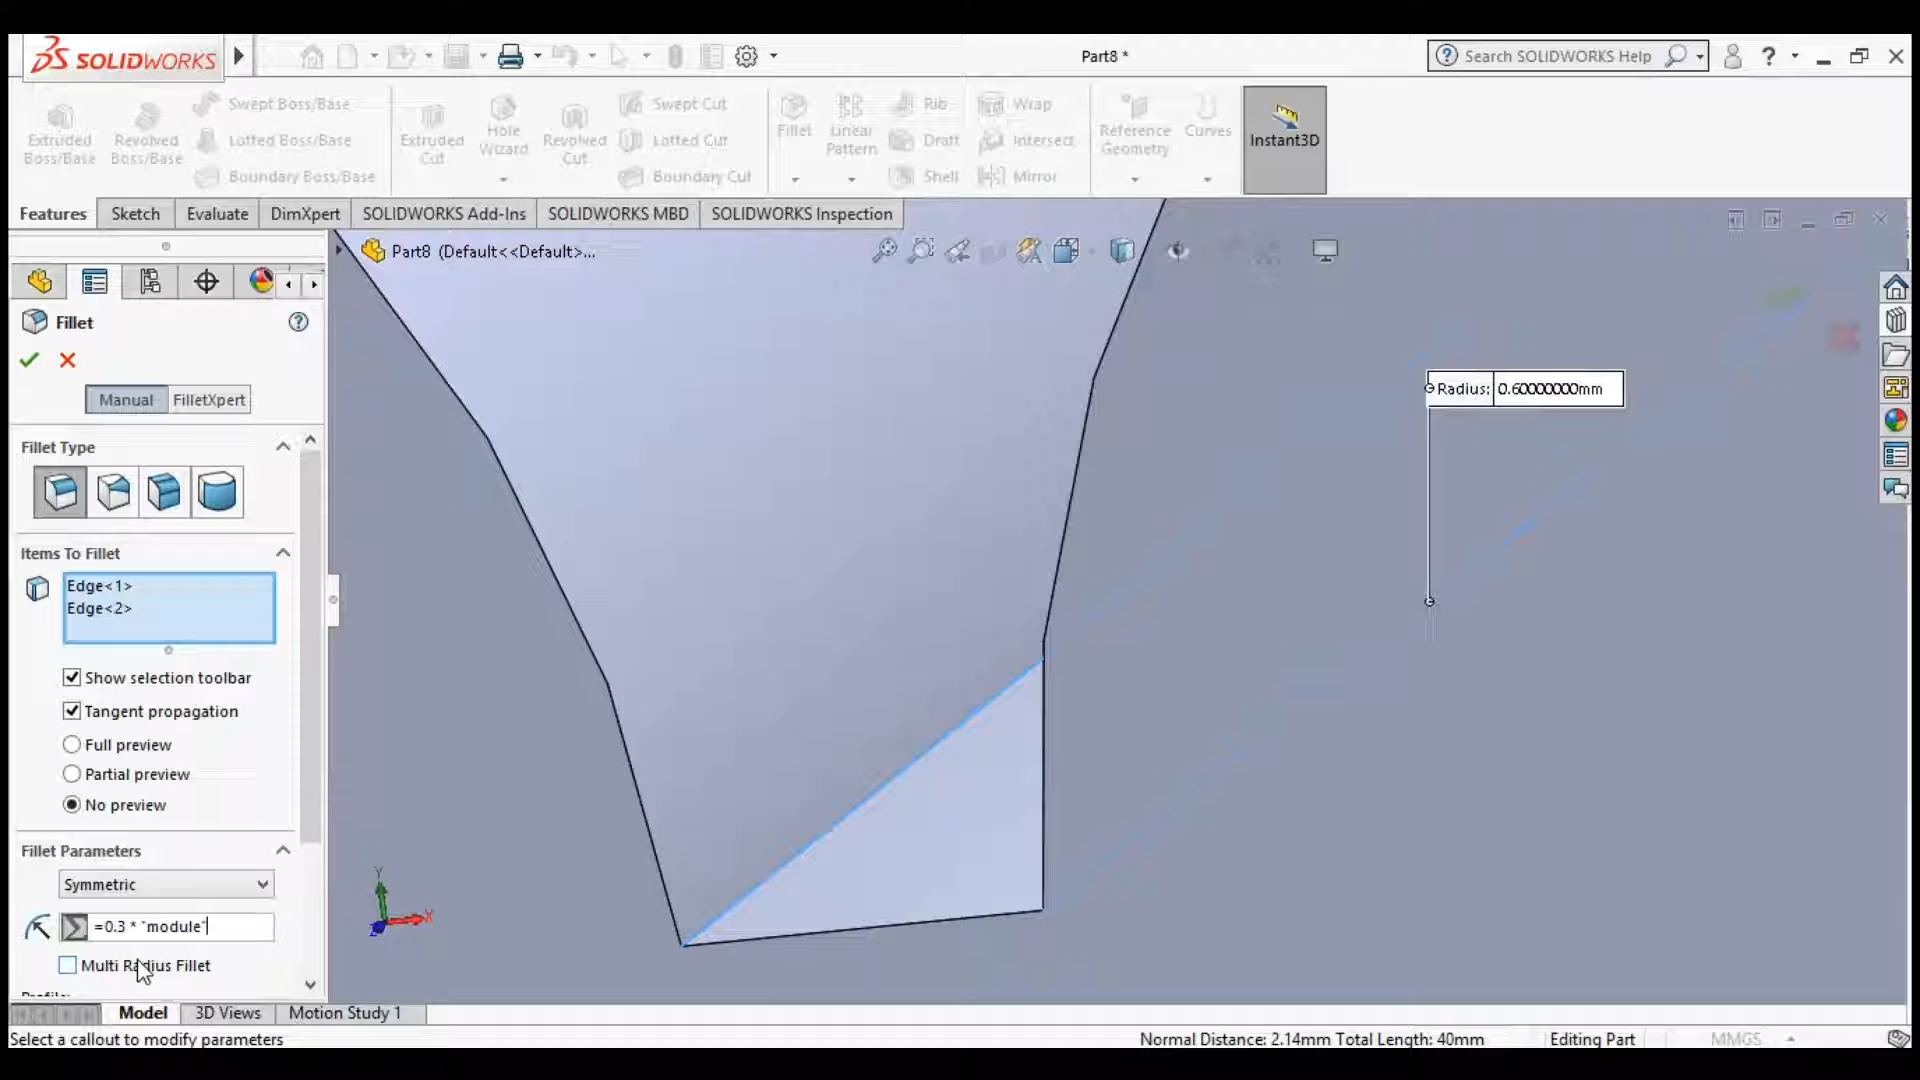 SOLIDWORKS
Part8 *
Search SOLIDWORKS Help
?
Extruded Boss/Base
Revolved Boss/Base
Swept Boss/Base
Lofted Boss/Base
Boundary Boss/Base
Extruded Cut
Hole Wizard
Revolved Cut
Swept Cut
Lofted Cut
Boundary Cut
Fillet
Linear Pattern
Rib
Draft
Shell
Wrap
Intersect
Mirror
Reference Geometry
Curves
Instant3D
Features
Sketch
Evaluate
DimXpert
SOLIDWORKS Add-Ins
SOLIDWORKS MBD
SOLIDWORKS Inspection
Part8 (Default<<Default>...
Fillet
Manual
FilletXpert
Fillet Type
Items To Fillet
Edge<1>
Edge<2>
Show selection toolbar
Tangent propagation
Full preview
Partial preview
No preview
Fillet Parameters
Symmetric
=0.3 * "module"
Multi Radius Fillet
Radius: 0.60000000mm
Y
X
Z
Model
3D Views
Motion Study 1
Select a callout to modify parameters
Normal Distance: 2.14mm Total Length: 40mm
Editing Part
MMGS